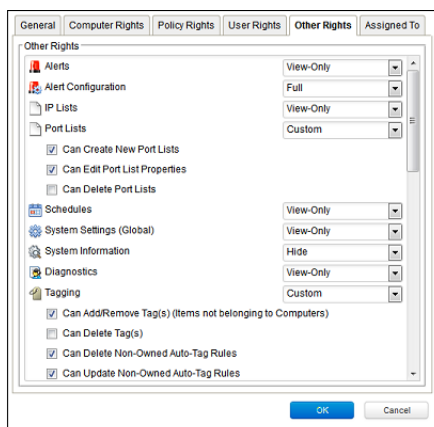 General Computer Rights Policy Rights User Rights Other Rights Assigned To
Other Rights
Alerts View-Only
Alert Configuration Full
IP Lists View-Only
Port Lists Custom
Can Create New Port Lists
Can Edit Port List Properties
Can Delete Port Lists
Schedules View-Only
System Settings (Global) View-Only
System Information Hide
Diagnostics View-Only
Tagging Custom
Can Add/Remove Tag(s) (Items not belonging to Computers)
Can Delete Tag(s)
Can Delete Non-Owned Auto-Tag Rules
Can Update Non-Owned Auto-Tag Rules
OK Cancel